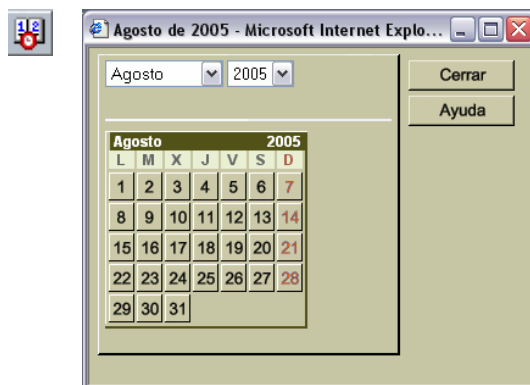 12
Agosto de 2005 - Microsoft Internet Explo...
Agosto 2005
Cerrar
Ayuda
Agosto 2005
L M X J V S D
1 2 3 4 5 6 7
8 9 10 11 12 13 14
15 16 17 18 19 20 21
22 23 24 25 26 27 28
29 30 31